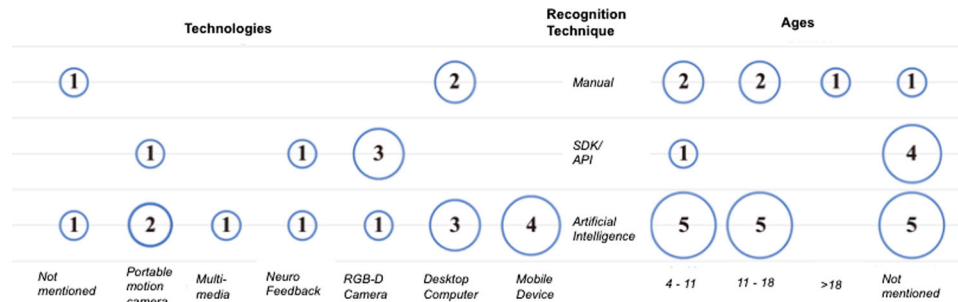 Technologies
Recognition
Technique
Ages
1
2
Manual
2
2
1
1
1
1
3
SDK/
API
1
4
1
2
1
1
1
3
4
Artificial
Intelligence
5
5
5
Not
mentioned
Portable
motion
camera
Multi-
media
Neuro
Feedback
RGB-D
Camera
Desktop
Computer
Mobile
Device
4 - 11
11 - 18
>18
Not
mentioned